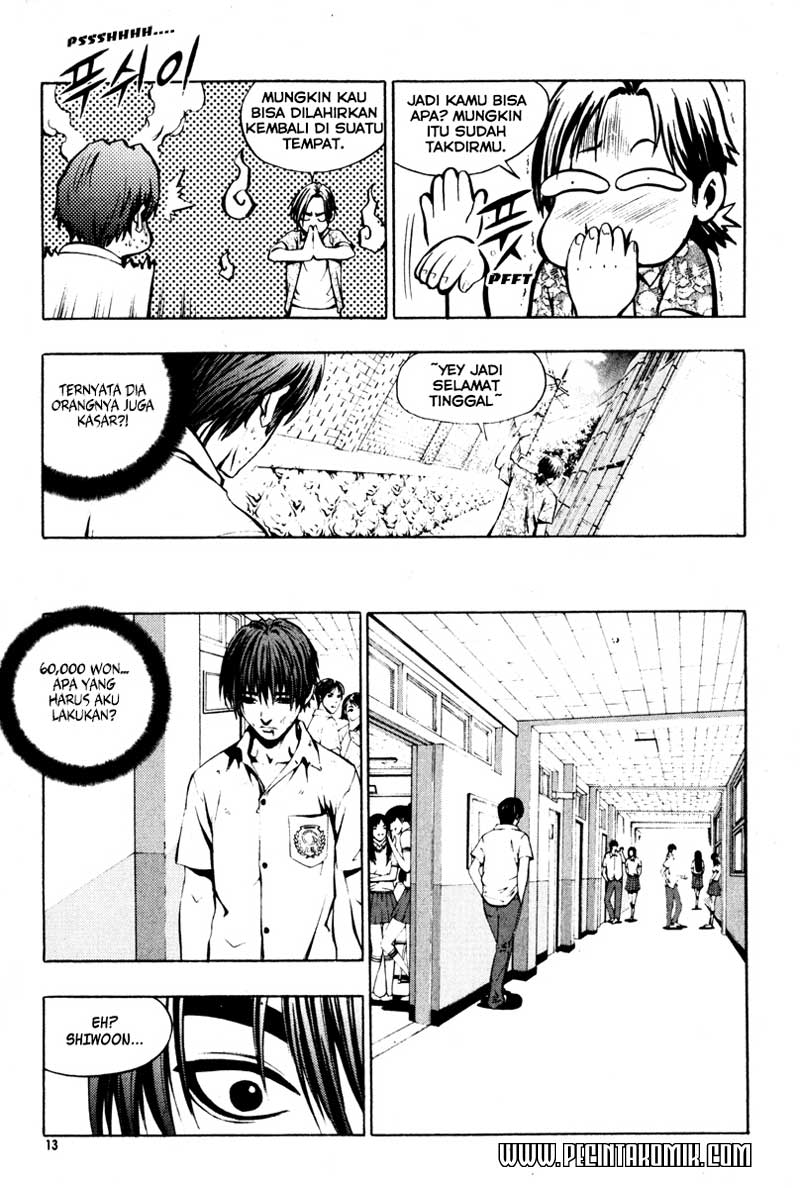 PSSSHHHH....
푸쉬이
MUNGKIN KAU
BISA DILAHIRKAN
KEMBALI DI SUATU
TEMPAT.
JADI KAMU BISA
APA? MUNGKIN
ITU SUDAH
TAKDIRMU.
풋
PFFT
TERNYATA DIA
ORANGNYA JUGA
KASAR?!
~YEY JADI
SELAMAT
TINGGAL~
60,000 WON...
APA YANG
HARUS AKU
LAKUKAN?
EH?
SHIWOON...
13
WWW.PECINTAKOMIK.COM